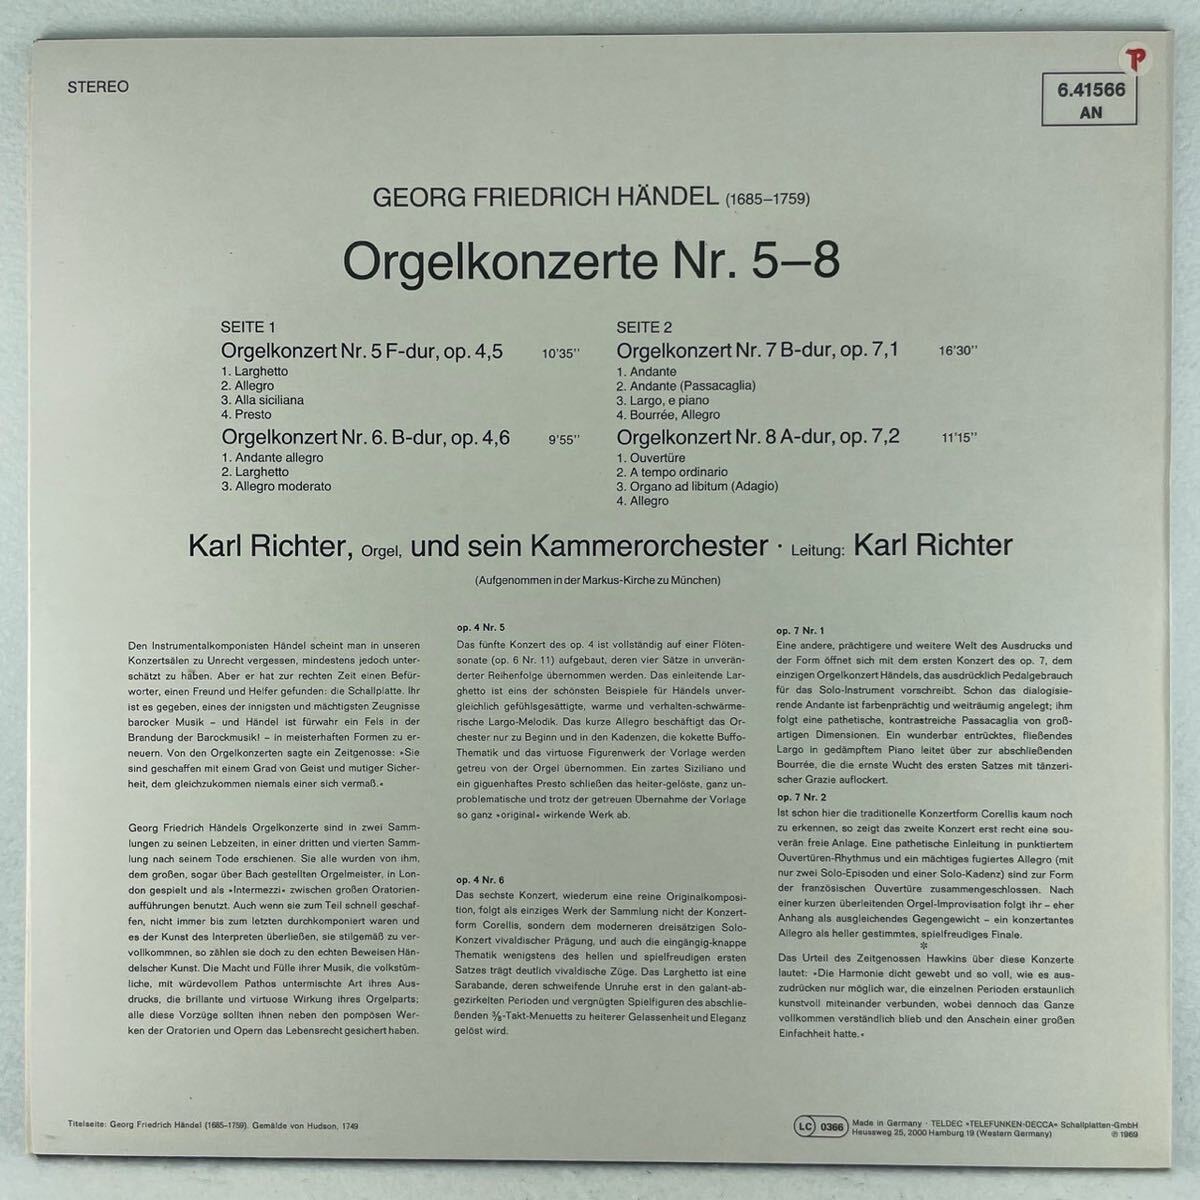 STEREO
6.41566
AN
GEORG FRIEDRICH HÄNDEL (1685–1759)
Orgelkonzerte Nr. 5–8
SEITE 1
Orgelkonzert Nr. 5 F-dur, op. 4,5 10'35''
1. Larghetto
2. Allegro
3. Alla siciliana
4. Presto
Orgelkonzert Nr. 6. B-dur, op. 4,6 9'55''
1. Andante allegro
2. Larghetto
3. Allegro moderato
SEITE 2
Orgelkonzert Nr. 7 B-dur, op. 7,1 16'30''
1. Andante
2. Andante (Passacaglia)
3. Largo, e piano
4. Bourrée, Allegro
Orgelkonzert Nr. 8 A-dur, op. 7,2 11'15''
1. Ouvertüre
2. A tempo ordinario
3. Organo ad libitum (Adagio)
4. Allegro
Karl Richter, Orgel, und sein Kammerorchester · Leitung: Karl Richter
(Aufgenommen in der Markus-Kirche zu München)
Den Instrumentalkomponisten Händel scheint man in unseren
Konzertsälen zu Unrecht vergessen, mindestens jedoch unter-
schätzt zu haben. Aber er hat zur rechten Zeit einen Befür-
worter, einen Freund und Helfer gefunden: die Schallplatte. Ihr
ist es gegeben, eines der innigsten und mächtigsten Zeugnisse
barocker Musik – und Händel ist fürwahr ein Fels in der
Brandung der Barockmusik! – in meisterhaften Formen zu er-
neuern. Von den Orgelkonzerten sagte ein Zeitgenosse: »Sie
sind geschaffen mit einem Grad von Geist und mutiger Sicher-
heit, dem gleichzukommen niemals einer sich vermaß.«
Georg Friedrich Händels Orgelkonzerte sind in zwei Samm-
lungen zu seinen Lebzeiten, in einer dritten und vierten Samm-
lung nach seinem Tode erschienen. Sie alle wurden von ihm,
dem großen, sogar über Bach gestellten Orgelmeister, in Lon-
don gespielt und als »Intermezzi« zwischen großen Oratorien-
aufführungen benutzt. Auch wenn sie zum Teil schnell geschaf-
fen, nicht immer bis zum letzten durchkomponiert waren und
es der Kunst des Interpreten überließen, sie stilgemäß zu ver-
vollkommnen, so zählen sie doch zu den echten Beweisen Hän-
delscher Kunst. Die Macht und Fülle ihrer Musik, die volkstüm-
liche, mit würdevollem Pathos untermischte Art ihres Aus-
drucks, die brillante und virtuose Wirkung ihres Orgelparts;
alle diese Vorzüge sollten ihnen neben den pompösen Wer-
ken der Oratorien und Opern das Lebensrecht gesichert haben.
op. 4 Nr. 5
Das fünfte Konzert des op. 4 ist vollständig auf einer Flöten-
sonate (op. 6 Nr. 11) aufgebaut, deren vier Sätze in unverän-
derter Reihenfolge übernommen werden. Das einleitende Lar-
ghetto ist eins der schönsten Beispiele für Händels unver-
gleichlich gefühlsgesättigte, warme und verhalten-schwärme-
rische Largo-Melodik. Das kurze Allegro beschäftigt das Or-
chester nur zu Beginn und in den Kadenzen, die kokette Buffo-
Thematik und das virtuose Figurenwerk der Vorlage werden
getreu von der Orgel übernommen. Ein zartes Siziliano und
ein giguenhaftes Presto schließen das heiter-gelöste, ganz un-
problematische und trotz der getreuen Übernahme der Vorlage
so ganz »original« wirkende Werk ab.
op. 4 Nr. 6
Das sechste Konzert, wiederum eine reine Originalkomposi-
tion, folgt als einziges Werk der Sammlung nicht der Konzert-
form Corellis, sondern dem moderneren dreisätzigen Solo-
Konzert vivaldischer Prägung, und auch die eingängig-knappe
Thematik wenigstens des hellen und spielfreudigen ersten
Satzes trägt deutlich vivaldische Züge. Das Larghetto ist eine
Sarabande, deren schweifende Unruhe erst in den galant-ab-
gezirkelten Perioden und vergnügten Spielfiguren des abschlie-
ßenden ⅜-Takt-Menuetts zu heiterer Gelassenheit und Eleganz
gelöst wird.
op. 7 Nr. 1
Eine andere, prächtigere und weitere Welt des Ausdrucks und
der Form öffnet sich mit dem ersten Konzert des op. 7, dem
einzigen Orgelkonzert Händels, das ausdrücklich Pedalgebrauch
für das Solo-Instrument vorschreibt. Schon das dialogisie-
rende Andante ist farbenprächtig und weiträumig angelegt; ihm
folgt eine pathetische, kontrastreiche Passacaglia von groß-
artigen Dimensionen. Ein wunderbar entrücktes, fließendes
Largo in gedämpftem Piano leitet über zur abschließenden
Bourrée, die die ernste Wucht des ersten Satzes mit tänzeri-
scher Grazie auflockert.
op. 7 Nr. 2
Ist schon hier die traditionelle Konzertform Corellis kaum noch
zu erkennen, so zeigt das zweite Konzert erst recht eine sou-
verän freie Anlage. Eine pathetische Einleitung in punktiertem
Ouvertüren-Rhythmus und ein mächtiges fugiertes Allegro (mit
nur zwei Solo-Episoden und einer Solo-Kadenz) sind zur Form
der französischen Ouvertüre zusammengeschlossen. Nach
einer kurzen überleitenden Orgel-Improvisation folgt ihr – eher
Anhang als ausgleichendes Gegengewicht – ein konzertantes
Allegro als heller gestimmtes, spielfreudiges Finale.
*
Das Urteil des Zeitgenossen Hawkins über diese Konzerte
lautet: »Die Harmonie dicht gewebt und so voll, wie es aus-
zudrücken nur möglich war, die einzelnen Perioden erstaunlich
kunstvoll miteinander verbunden, wobei dennoch das Ganze
vollkommen verständlich blieb und den Anschein einer großen
Einfachheit hatte.«
Titelseite: Georg Friedrich Händel (1685–1759). Gemälde von Hudson, 1749
LC 0366
Made in Germany · TELDEC »TELEFUNKEN-DECCA« Schallplatten-GmbH
Heussweg 25, 2000 Hamburg 19 (Western Germany) ℗ 1969